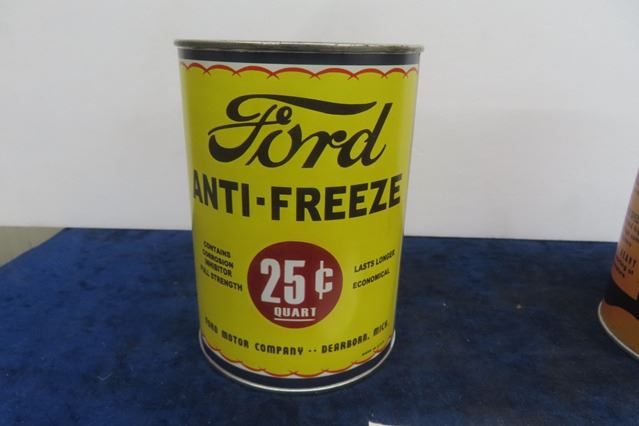 Ford
ANTI-FREEZE
CONTAINS
CORROSION
INHIBITOR
FULL STRENGTH
25¢
QUART
LASTS LONGER
ECONOMICAL
FORD MOTOR COMPANY -- DEARBORN, MICH.